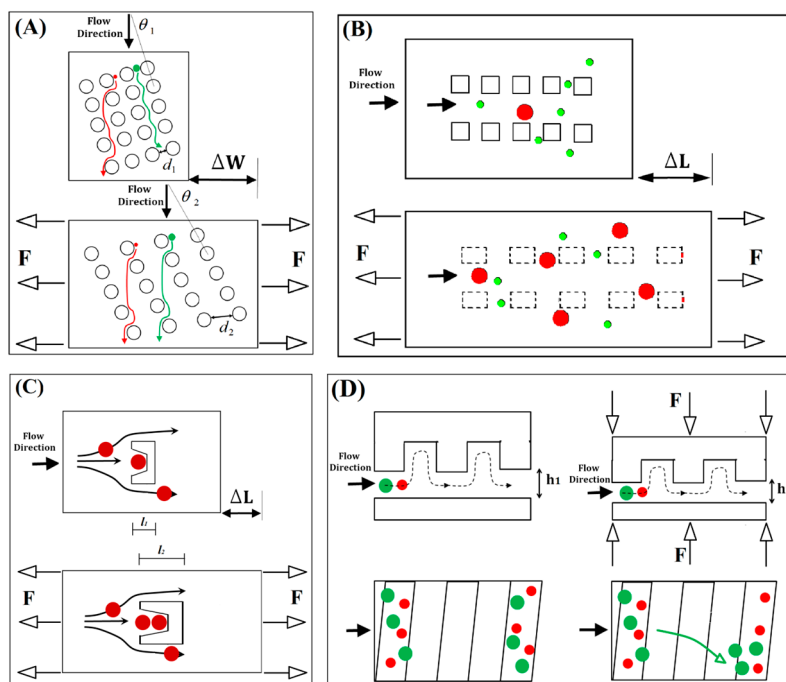 (A)
Flow
Direction
θ1
d1
ΔW
Flow
Direction
θ2
F
F
d2
(B)
Flow
Direction
ΔL
F
F
(C)
Flow
Direction
ΔL
l1
l2
F
F
(D)
Flow
Direction
h1
F
Flow
Direction
h
F